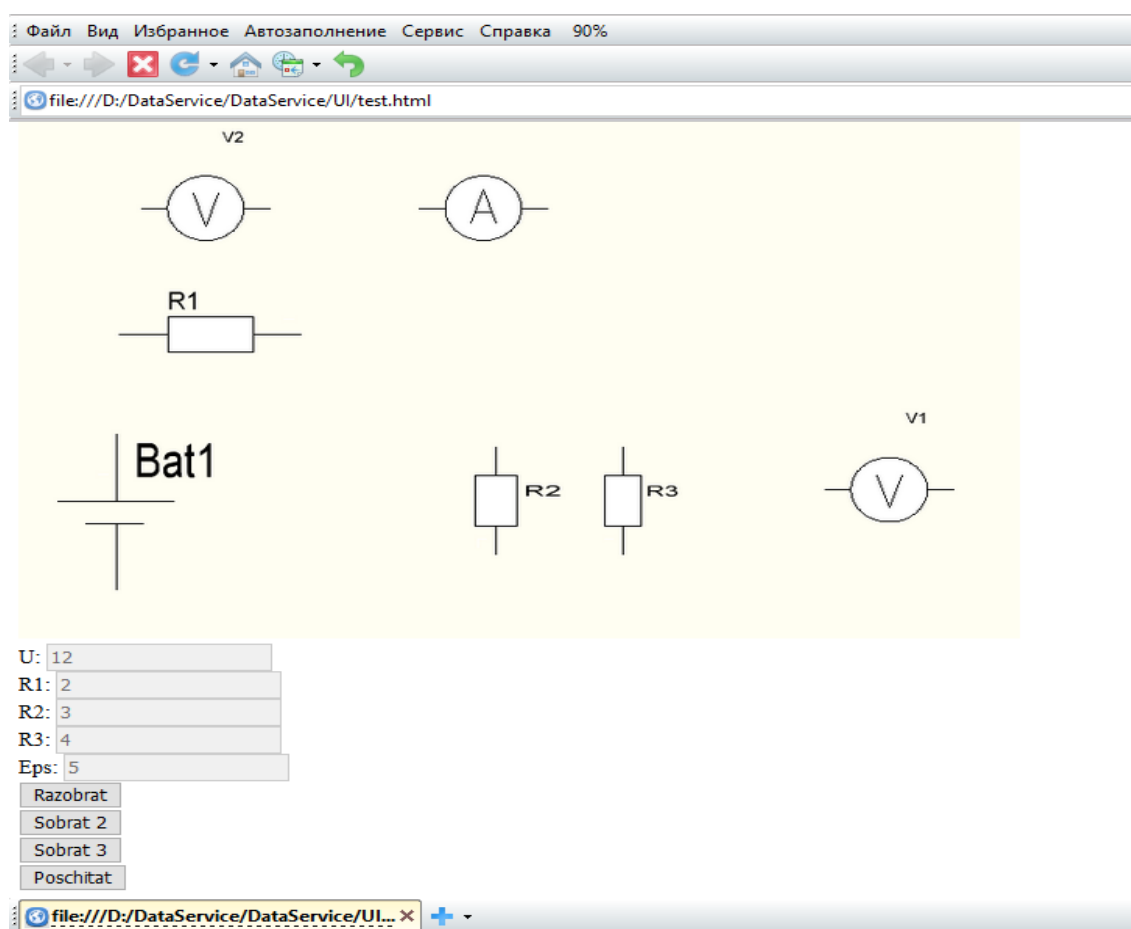 Файл Вид Избранное Автозаполнение Сервис Справка 90%
file:///D:/DataService/DataService/UI/test.html
V2
V
A
R1
Bat1
R2
R3
V1
V
U: 12
R1: 2
R2: 3
R3: 4
Eps: 5
Razobrat
Sobrat 2
Sobrat 3
Poschitat
file:///D:/DataService/DataService/UI...